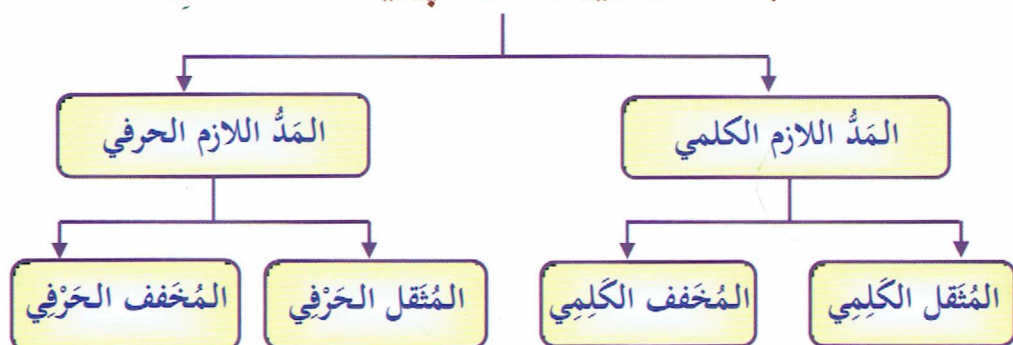 المَدُّ اللازم الكلمي
المَدُّ اللازم الحرفي
المُثَقل الكَلِمِي
المُخَفف الكَلِمِي
المُثَقل الحَرْفِي
المُخَفف الحَرْفِي